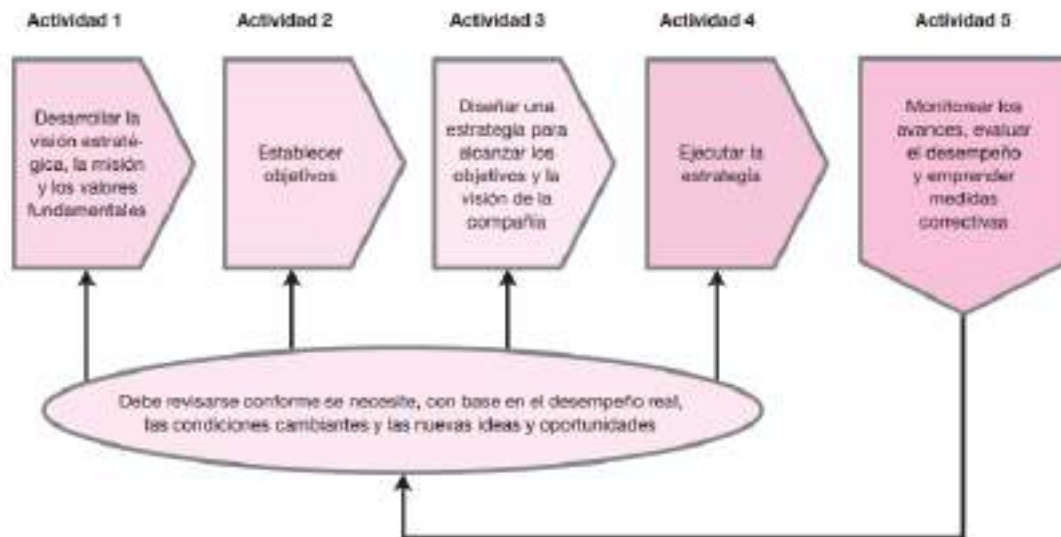 Actividad 1
Actividad 2
Actividad 3
Actividad 4
Actividad 5
Desarrollar la
visión estraté-
gica, la misión
y los valores
fundamentales
Establecer
objetivos
Diseñar una
estrategia para
alcanzar los
objetivos y la
visión de la
compañía
Ejecutar la
estrategia
Monitorear los
avances, evaluar
el desempeño
y emprender
medidas
correctivas
Debe revisarse conforme se necesite, con base en el desempeño real,
las condiciones cambiantes y las nuevas ideas y oportunidades